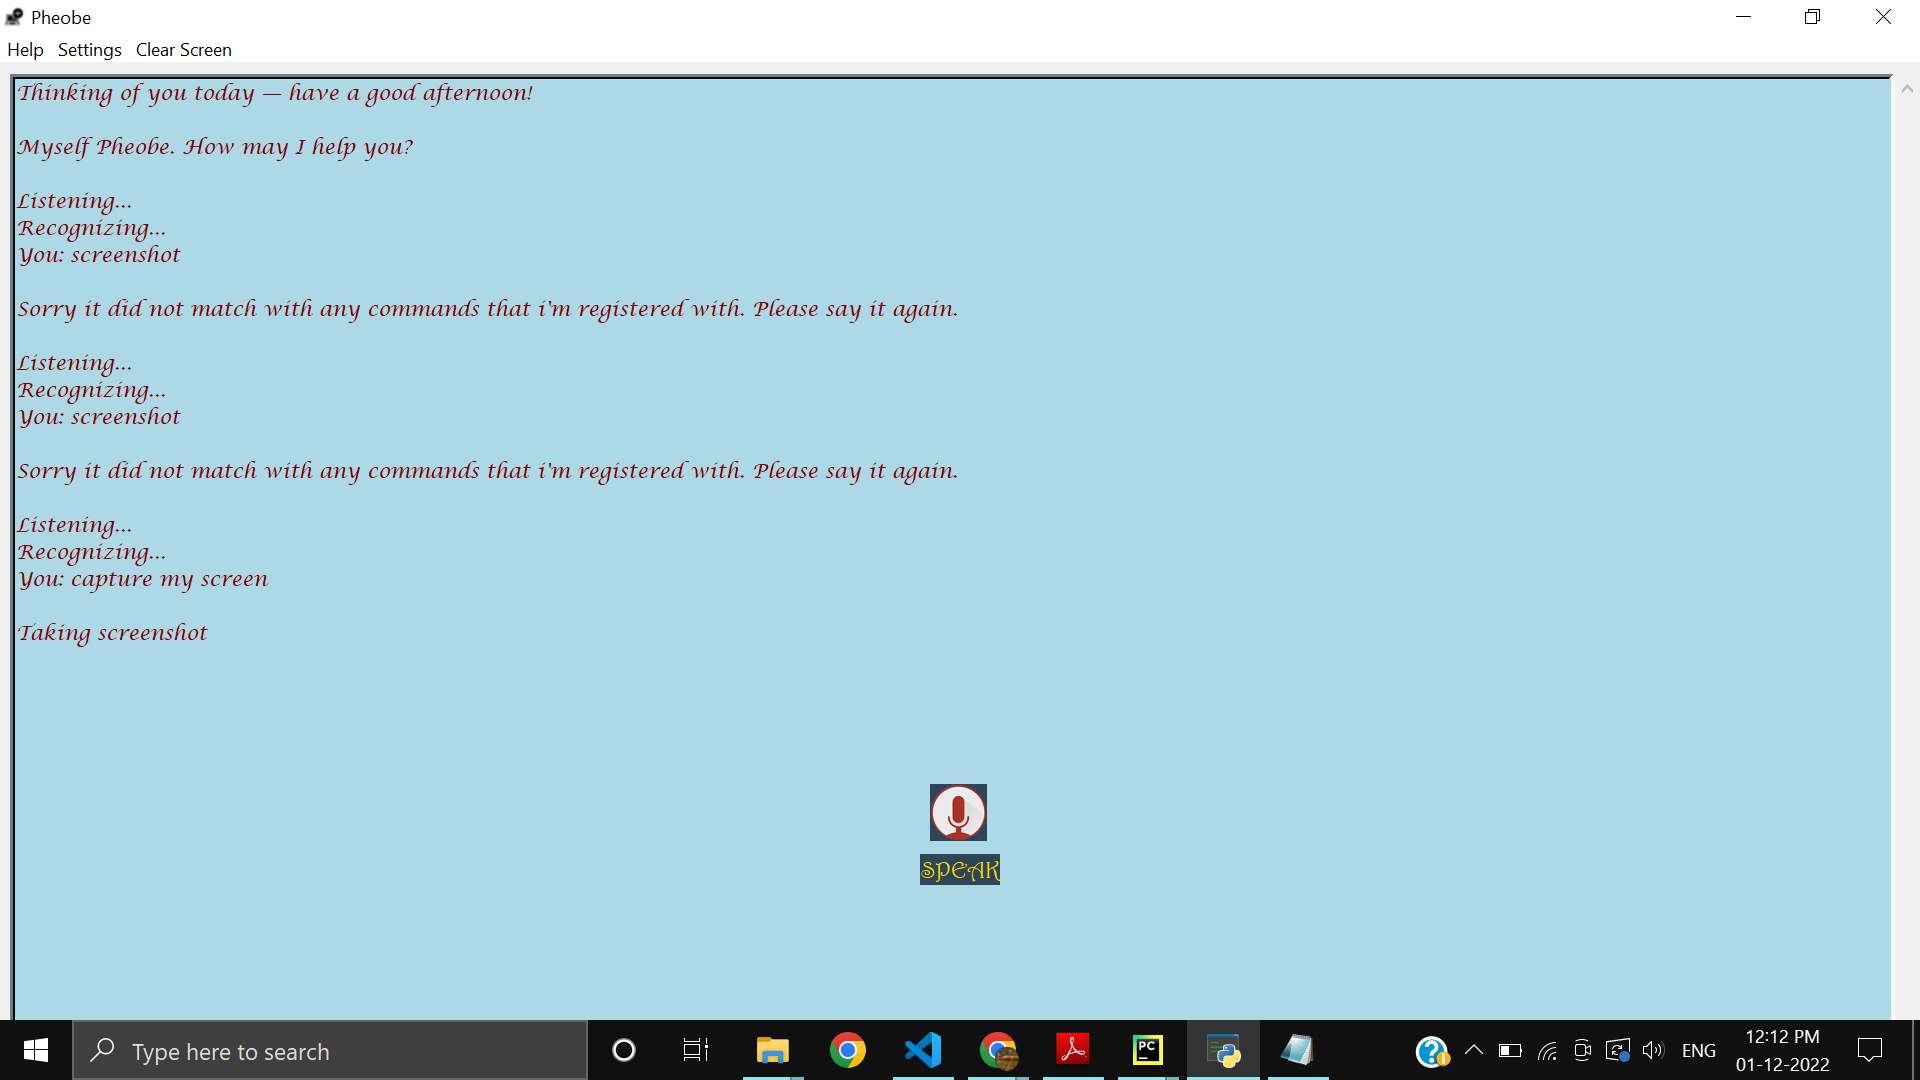 Pheobe
Help Settings Clear Screen
Thinking of you today — have a good afternoon!
Myself Pheobe. How may I help you?
Listening...
Recognizing...
You: screenshot
Sorry it did not match with any commands that i'm registered with. Please say it again.
Listening...
Recognizing...
You: screenshot
Sorry it did not match with any commands that i'm registered with. Please say it again.
Listening...
Recognizing...
You: capture my screen
Taking screenshot
SPEAK
Type here to search
PC
ENG
12:12 PM
01-12-2022